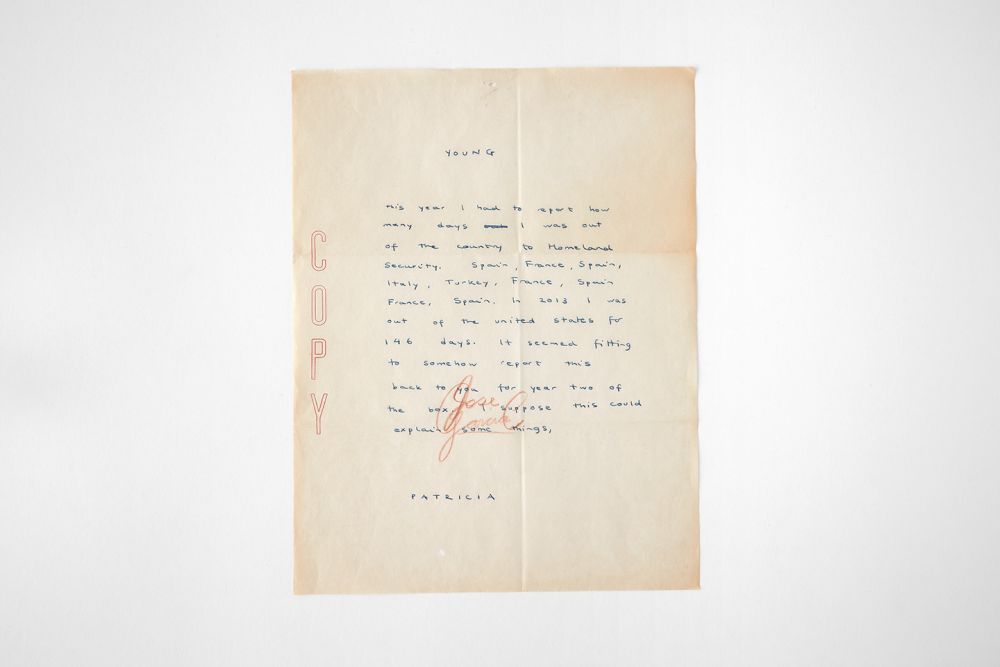 YOUNG
this year I had to report how
many days I was out
of the country to Homeland
Security. Spain, France, Spain,
Italy, Turkey, France, Spain
France, Spain. In 2013 I was
out of the united states for
146 days. It seemed fitting
to somehow report this
back to you for year two of
the box. I suppose this could
explain some things,
PATRICIA
COPY
Jose